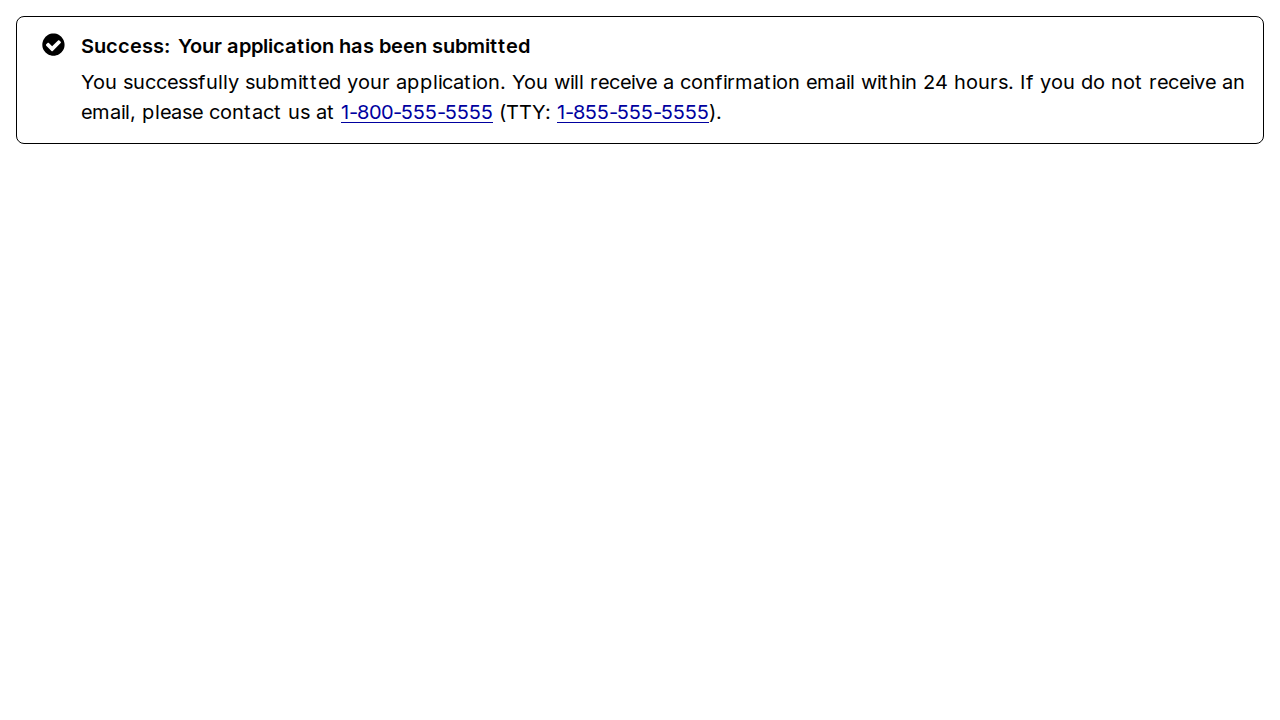 Success: Your application has been submitted
You successfully submitted your application. You will receive a confirmation email within 24 hours. If you do not receive an
email, please contact us at 1-800-555-5555 (TTY: 1-855-555-5555).